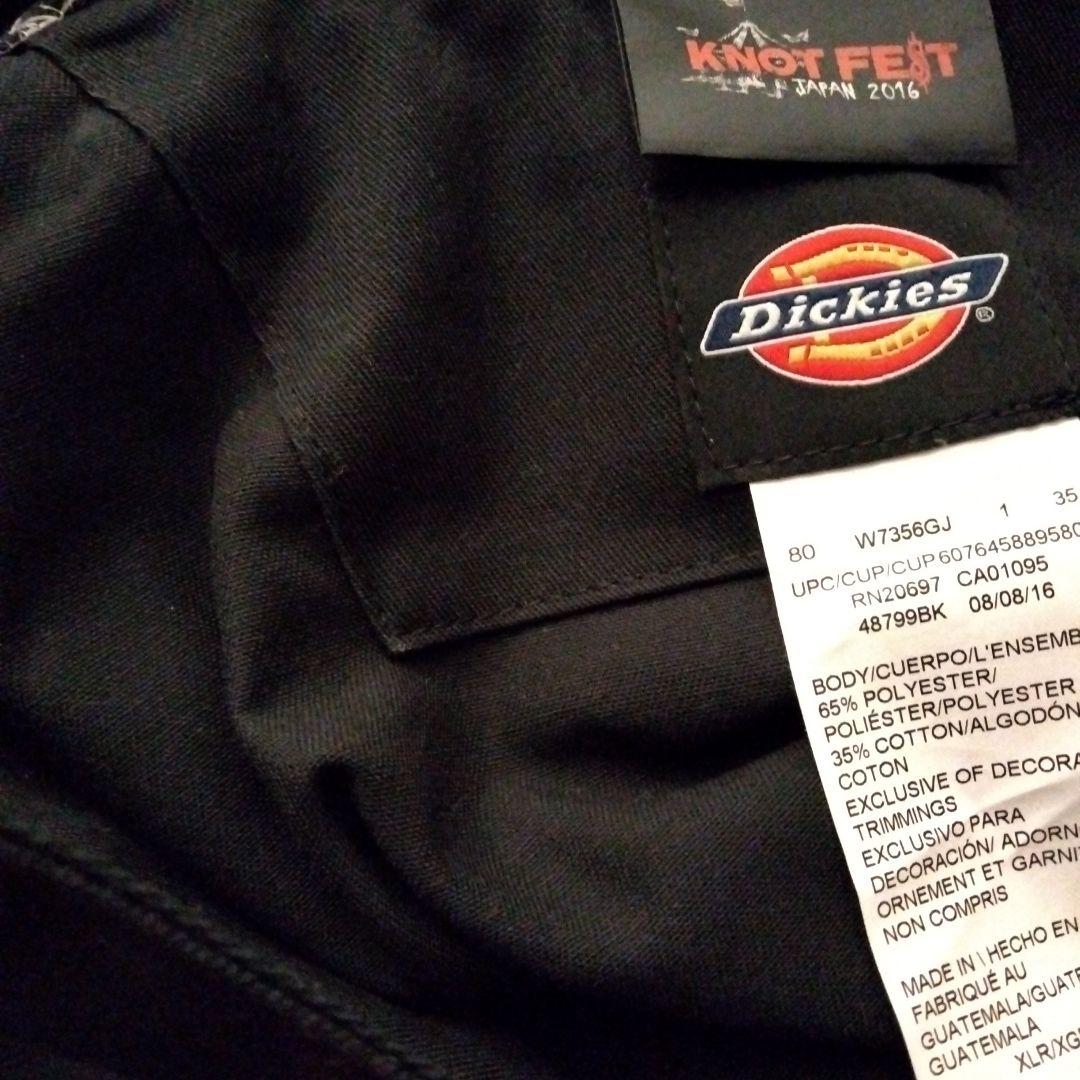 KNOT FEST
JAPAN 2016
Dickies®
80 W7356GJ 1 35
UPC/CUP/CUP 607645889580
RN20697 CA01095
48799BK 08/08/16
BODY/CUERPO/L'ENSEMB
65% POLYESTER/
POLIÉSTER/POLYESTER
35% COTTON/ALGODÓN
COTON
EXCLUSIVE OF DECORA
TRIMMINGS
EXCLUSIVO PARA
DECORACIÓN/ ADORN
ORNEMENT ET GARNI
NON COMPRIS
MADE IN \ HECHO EN
FABRIQUÉ AU
GUATEMALA/GUATE
GUATEMALA
XLR/XG